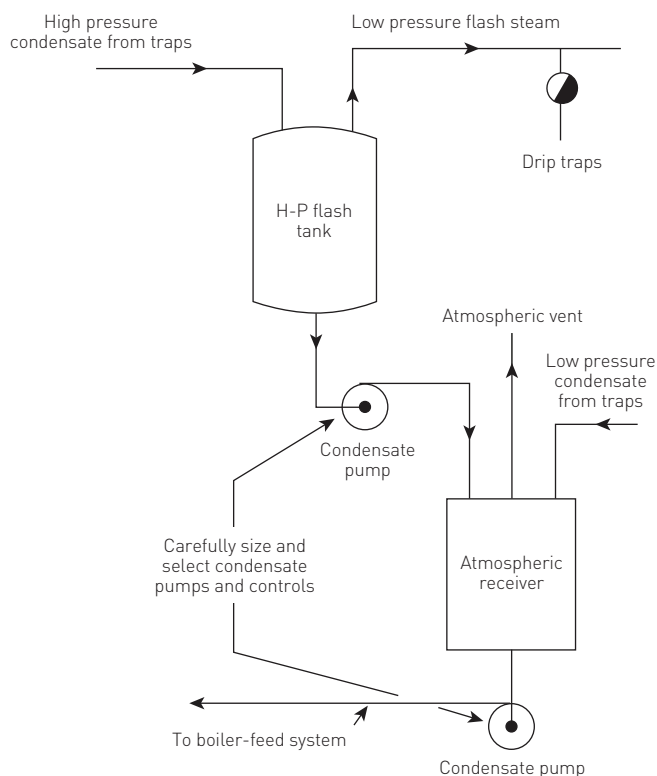 High pressure
condensate from traps
Low pressure flash steam
Drip traps
H-P flash
tank
Atmospheric vent
Low pressure
condensate
from traps
Condensate
pump
Carefully size and
select condensate
pumps and controls
Atmospheric
receiver
To boiler-feed system
Condensate pump